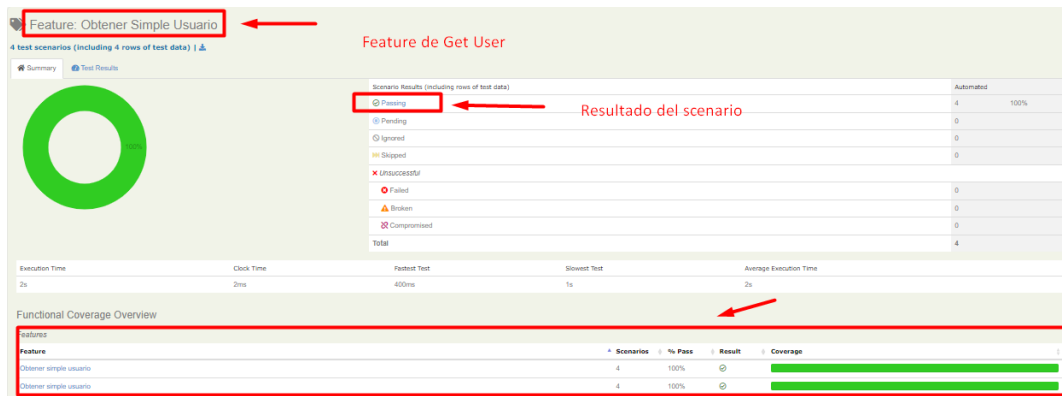 Feature: Obtener Simple Usuario
Feature de Get User
4 test scenarios (including 4 rows of test data) |
Summary Test Results
100%
Scenario Results (including rows of test data) Automated
Passing 4 100%
Resultado del scenario
Pending 0
Ignored 0
Skipped 0
Unsuccessful
Failed 0
Broken 0
Compromised 0
Total 4
Execution Time Clock Time Fastest Test Slowest Test Average Execution Time
2s 2ms 400ms 1s 2s
Functional Coverage Overview
Features
Feature Scenarios % Pass Result Coverage
Obtener simple usuario 4 100%
Obtener simple usuario 4 100%